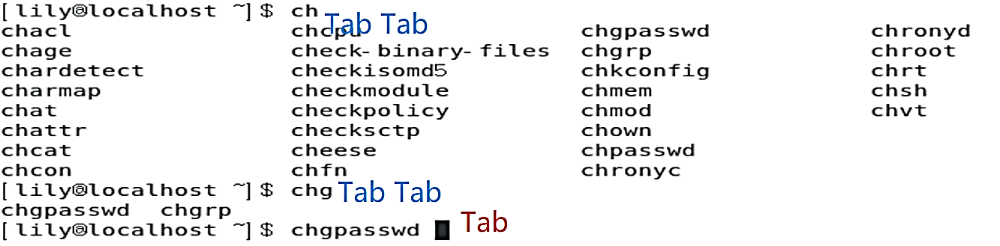 [lily@localhost ~]$ ch Tab Tab
chacl chcpu chgpasswd chronyd
chage check-binary-files chgrp chroot
chardetect checkisomd5 chkconfig chrt
charmap checkmodule chmem chsh
chat checkpolicy chmod chvt
chattr checksctp chown
chcat cheese chpasswd
chcon chfn chronyc
[lily@localhost ~]$ chg Tab Tab
chgpasswd chgrp
[lily@localhost ~]$ chgpasswd Tab